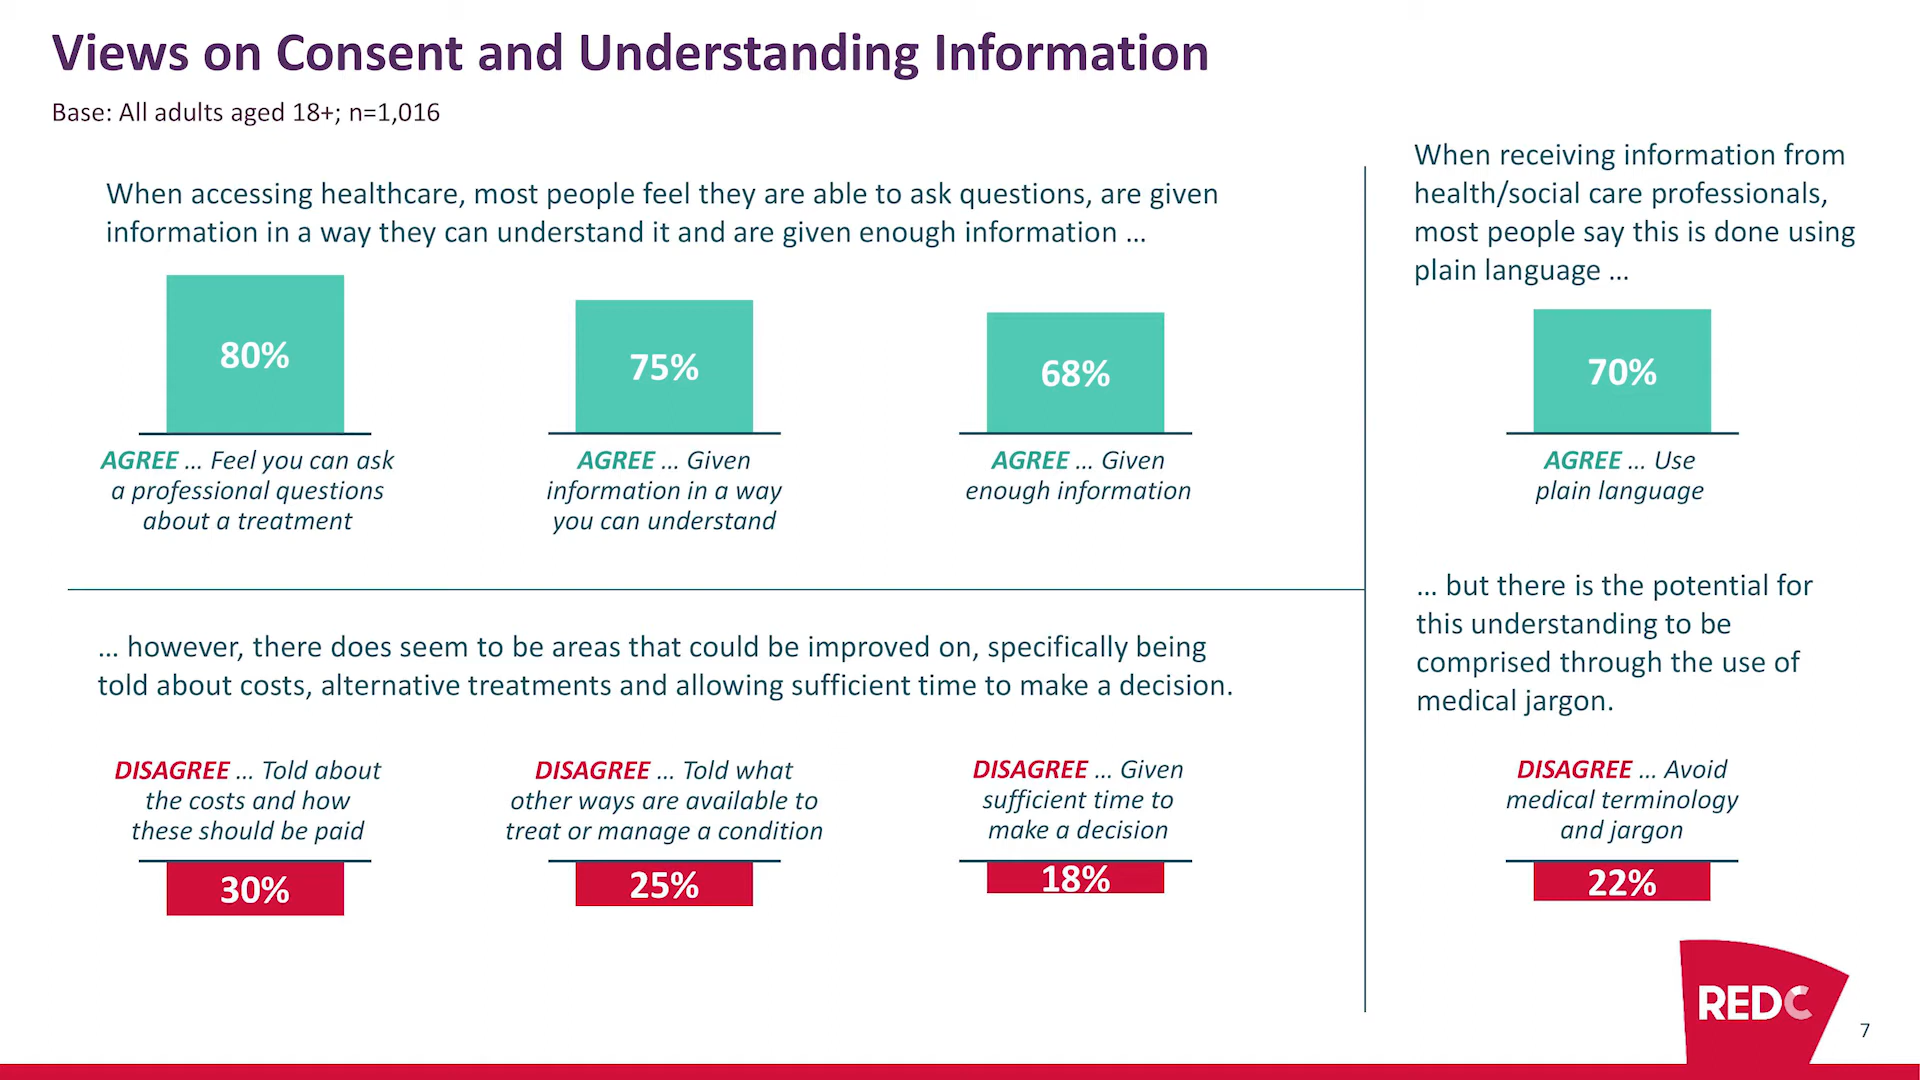 Views on Consent and Understanding Information
Base: All adults aged 18+; n=1,016
When accessing healthcare, most people feel they are able to ask questions, are given
information in a way they can understand it and are given enough information ...
80%
AGREE ... Feel you can ask
a professional questions
about a treatment
75%
AGREE ... Given
information in a way
you can understand
68%
AGREE ... Given
enough information
... however, there does seem to be areas that could be improved on, specifically being
told about costs, alternative treatments and allowing sufficient time to make a decision.
DISAGREE ... Told about
the costs and how
these should be paid
30%
DISAGREE ... Told what
other ways are available to
treat or manage a condition
25%
DISAGREE ... Given
sufficient time to
make a decision
18%
When receiving information from
health/social care professionals,
most people say this is done using
plain language ...
70%
AGREE ... Use
plain language
... but there is the potential for
this understanding to be
comprised through the use of
medical jargon.
DISAGREE ... Avoid
medical terminology
and jargon
22%
REDC
7